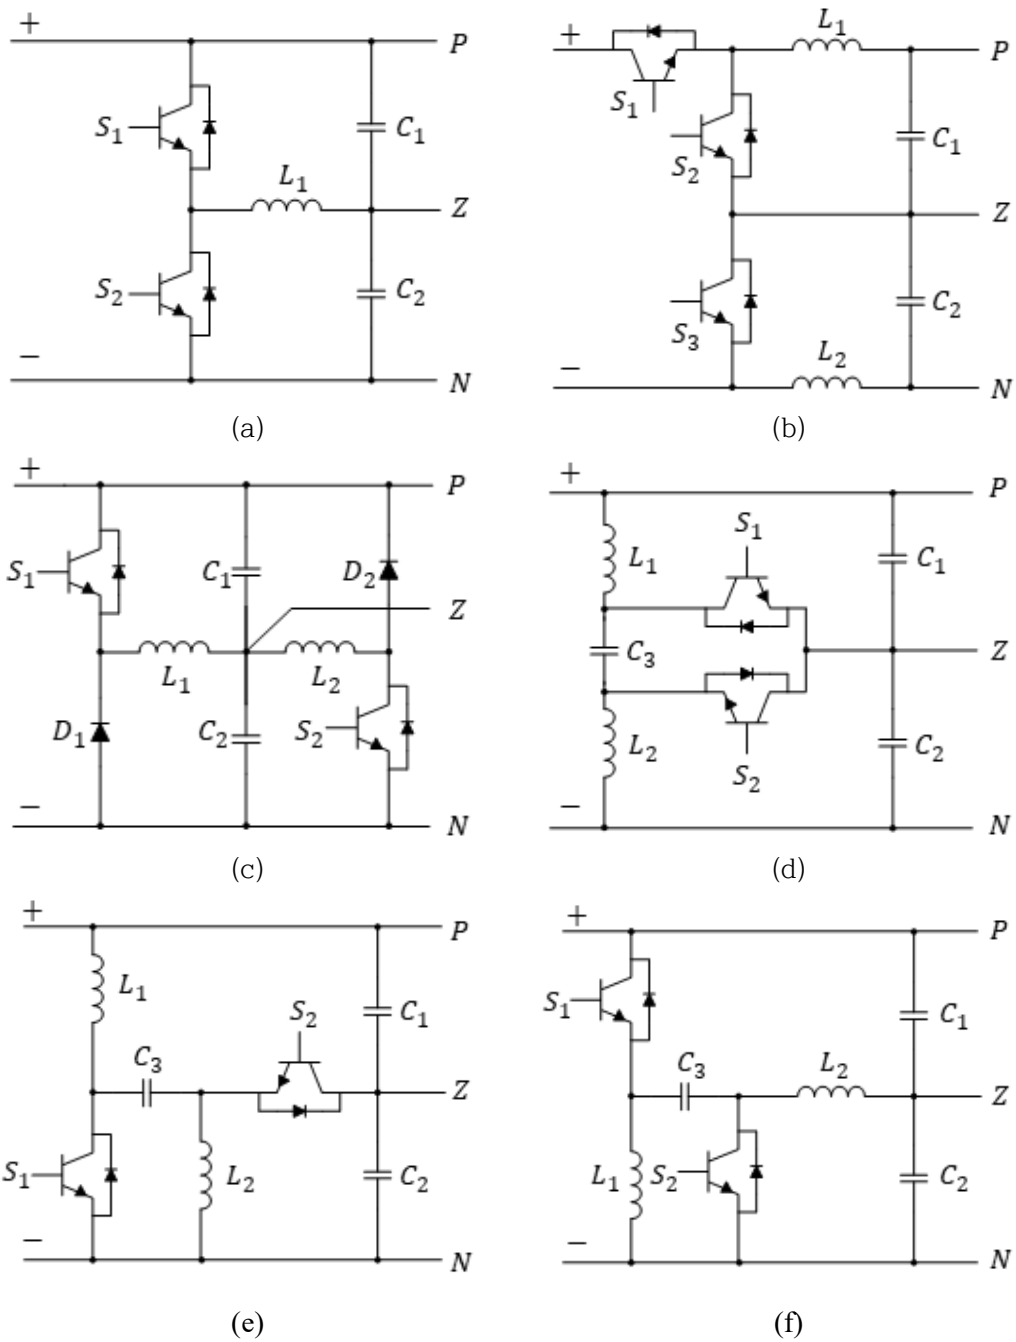 + P
S₁ C₁
L₁
Z
S₂ C₂
− N
(a)
+ L₁ P
S₁
S₂ C₁
Z
S₃ C₂
L₂
− N
(b)
+ P
S₁ C₁ D₂
Z
L₁ L₂
D₁ C₂ S₂
− N
(c)
+ P
S₁
L₁ C₁
C₃ Z
L₂ C₂
S₂
− N
(d)
+ P
L₁
S₂ C₁
C₃
Z
S₁ L₂ C₂
− N
(e)
+ P
S₁ C₁
C₃ L₂
Z
L₁ S₂ C₂
− N
(f)